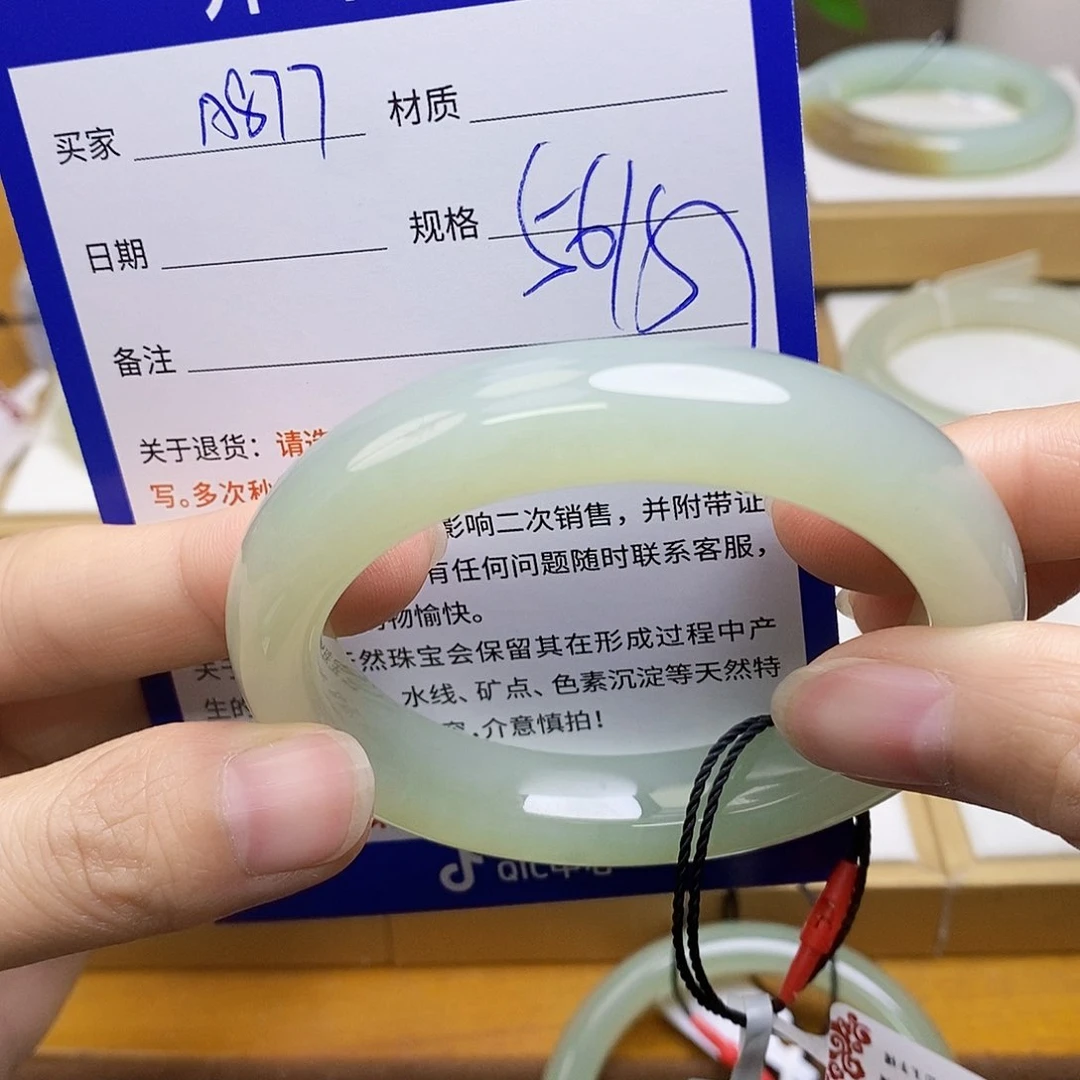 买家 A877 材质
日期 规格 56/15
备注
关于退货：请
写。多次秒
影响二次销售，并附带证
有任何问题随时联系客服，
物愉快。
然珠宝会保留其在形成过程中产
生的 水线、矿点、色素沉淀等天然特
，介意慎拍！
QIC